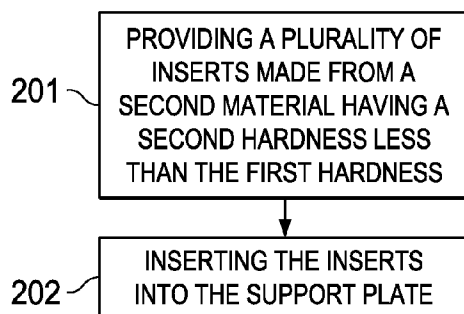 201
PROVIDING A PLURALITY OF
INSERTS MADE FROM A
SECOND MATERIAL HAVING A
SECOND HARDNESS LESS
THAN THE FIRST HARDNESS
202
INSERTING THE INSERTS
INTO THE SUPPORT PLATE